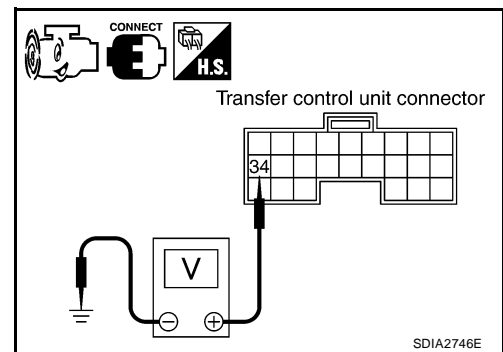 CONNECT
H.S.
Transfer control unit connector
34
V
− +
SDIA2746E